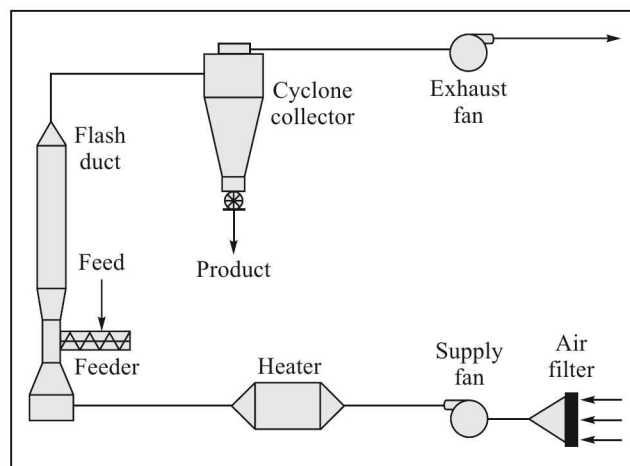 Cyclone
collector
Exhaust
fan
Flash
duct
Product
Feed
Feeder
Heater
Supply
fan
Air
filter